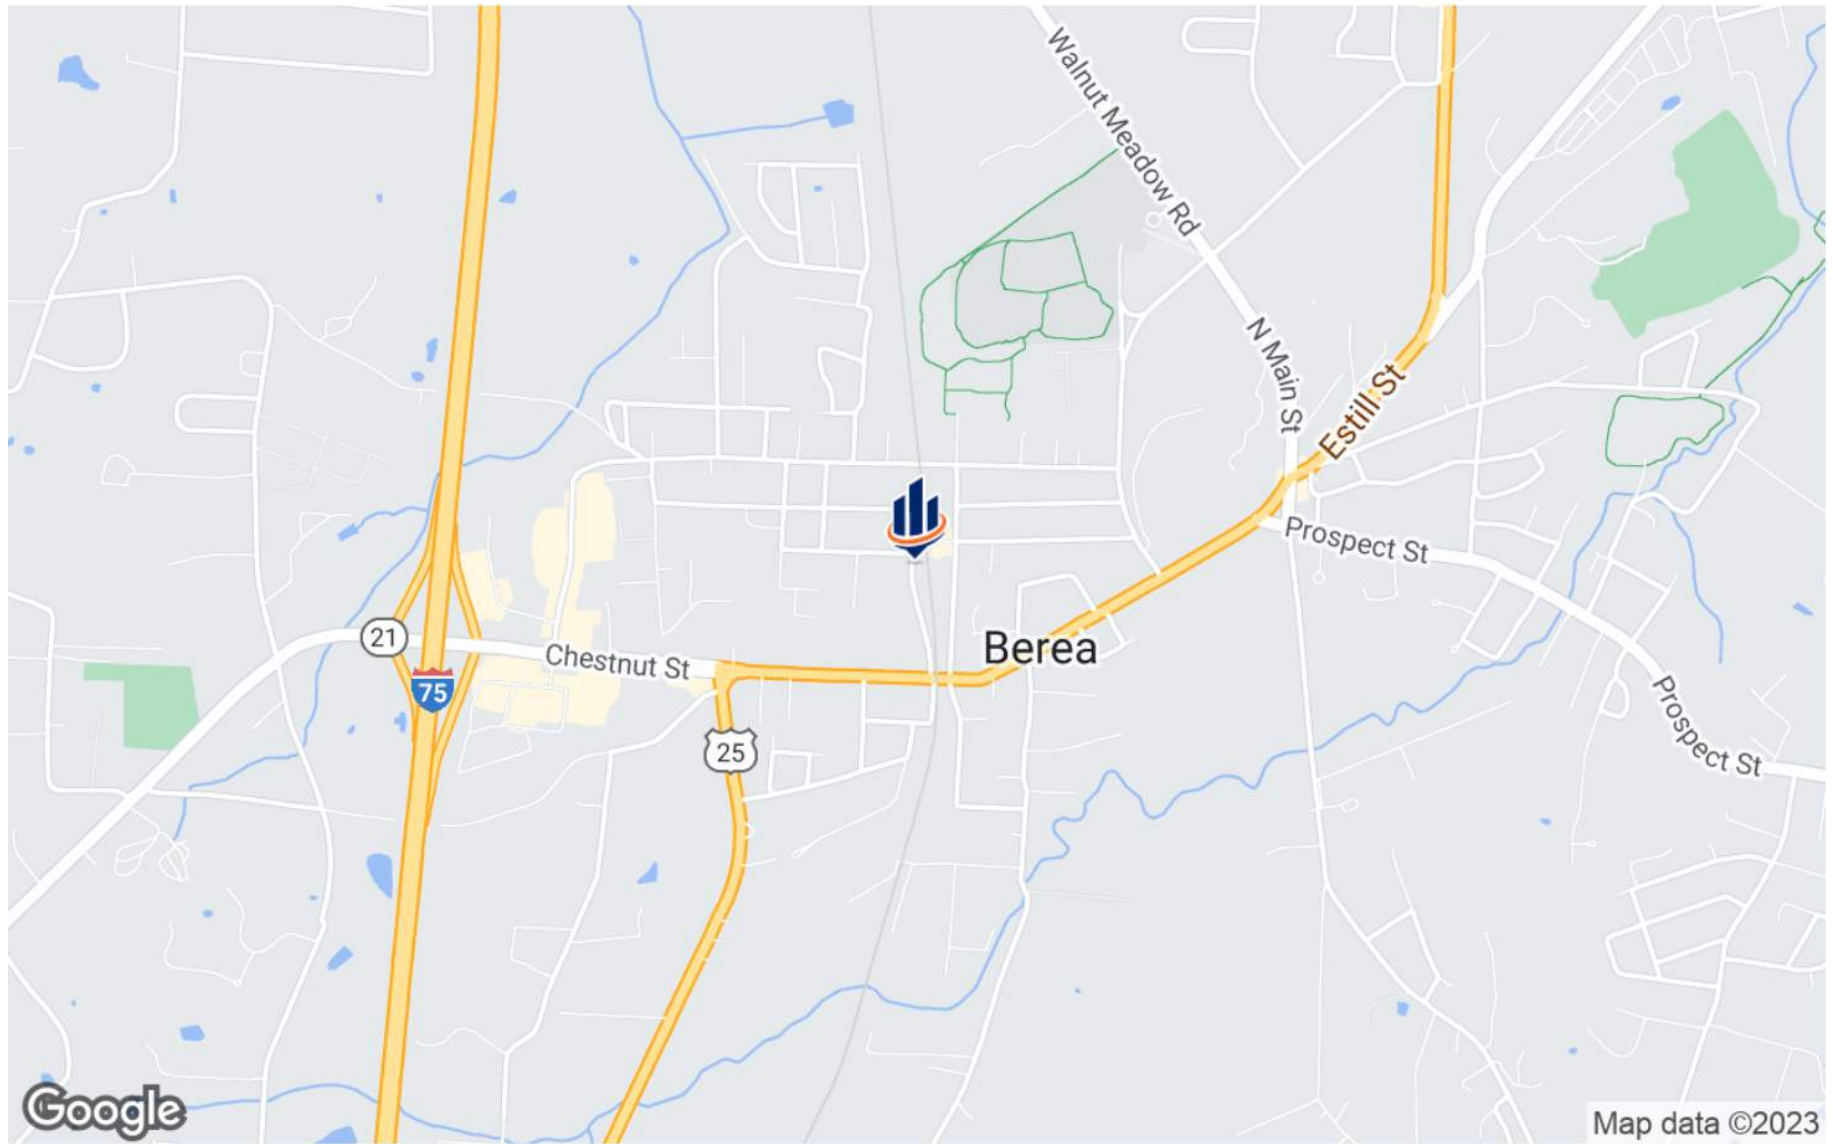 Walnut Meadow Rd
N Main St
Estill St
Prospect St
21
Chestnut St
Berea
75
Prospect St
25
Google
Map data ©2023